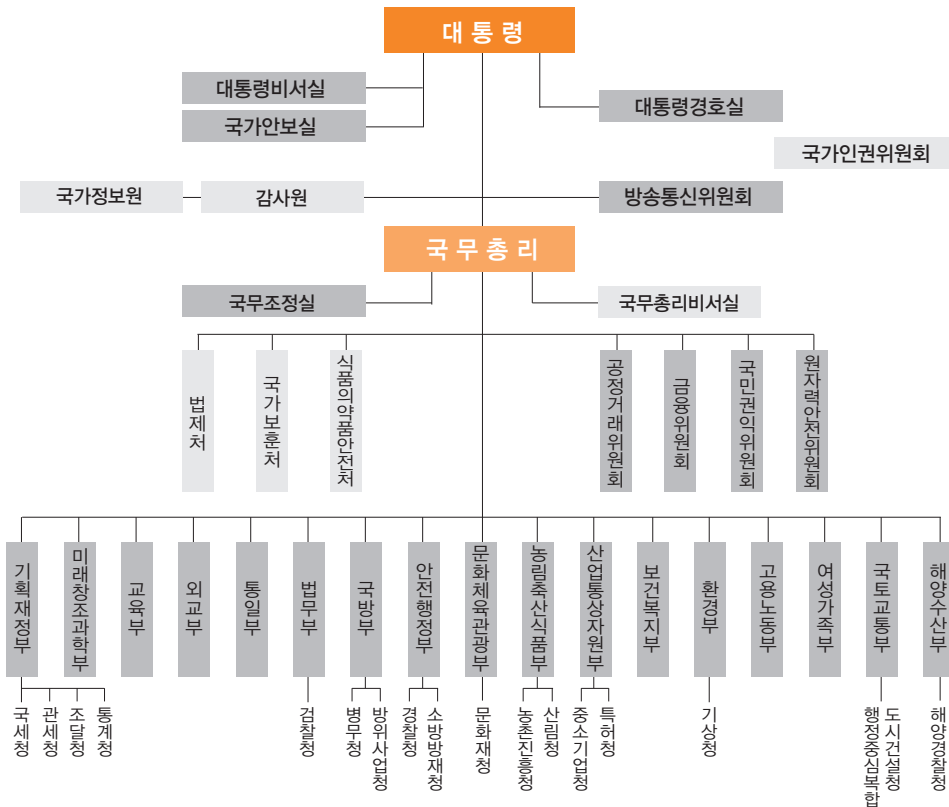 대통령
대통령비서실
국가안보실
대통령경호실
국가인권위원회
국가정보원
감사원
방송통신위원회
국무총리
국무조정실
국무총리비서실
법제처
국가보훈처
식품의약품안전처
공정거래위원회
금융위원회
국민권익위원회
원자력안전위원회
기획재정부
미래창조과학부
교육부
외교부
통일부
법무부
국방부
안전행정부
문화체육관광부
농림축산식품부
산업통상자원부
보건복지부
환경부
고용노동부
여성가족부
국토교통부
해양수산부
국세청
관세청
조달청
통계청
검찰청
병무청
방위사업청
경찰청
소방방재청
문화재청
농촌진흥청
산림청
중소기업청
특허청
기상청
행정중심복합
도시건설청
해양경찰청